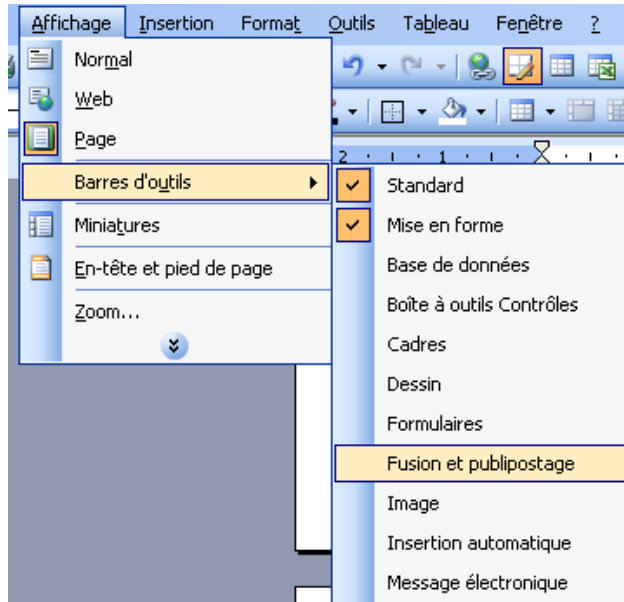 Affichage Insertion Format Outils Tableau Fenêtre ?
Normal
Web
Page
2 1
Barres d'outils
Miniatures
En-tête et pied de page
Zoom...
Standard
Mise en forme
Base de données
Boîte à outils Contrôles
Cadres
Dessin
Formulaires
Fusion et publipostage
Image
Insertion automatique
Message électronique